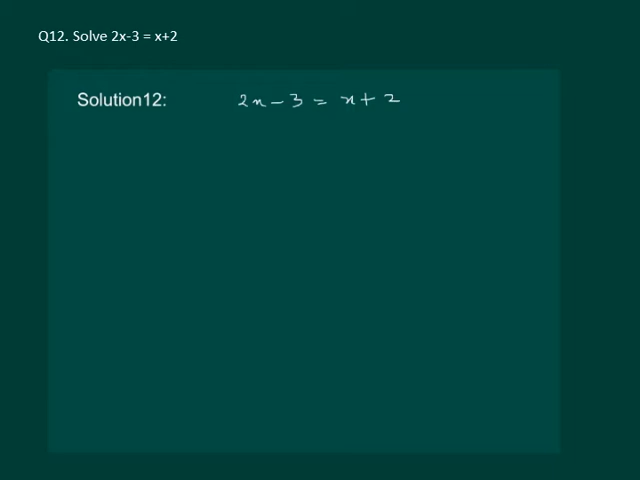 Q12. Solve 2x-3 = x+2
Solution12: 2x - 3 = x + 2